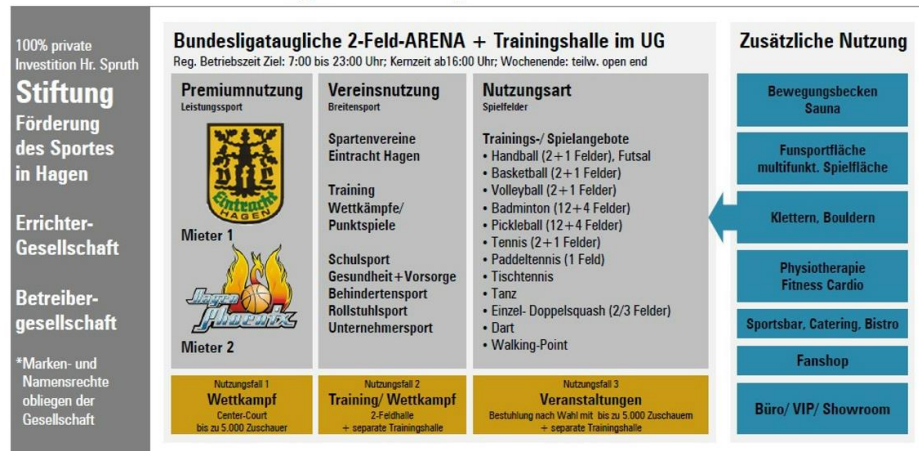 100% private
Investition Hr. Spruth
Stiftung
Förderung
des Sportes
in Hagen
Errichter-
Gesellschaft
Betreiber-
gesellschaft
*Marken- und
Namensrechte
obliegen der
Gesellschaft
Bundesligataugliche 2-Feld-ARENA + Trainingshalle im UG
Reg. Betriebszeit Ziel: 7:00 bis 23:00 Uhr; Kernzeit ab16:00 Uhr; Wochenende: teilw. open end
Premiumnutzung
Leistungssport
Eintracht
HAGEN
Mieter 1
Hagen
Phoenix
Mieter 2
Vereinsnutzung
Breitensport
Spartenvereine
Eintracht Hagen
Training
Wettkämpfe/
Punktspiele
Schulsport
Gesundheit+Vorsorge
Behindertensport
Rollstuhlsport
Unternehmersport
Nutzungsart
Spielfelder
Trainings-/ Spielangebote
• Handball (2+1 Felder), Futsal
• Basketball (2+1 Felder)
• Volleyball (2+1 Felder)
• Badminton (12+4 Felder)
• Pickleball (12+4 Felder)
• Tennis (2+1 Felder)
• Paddeltennis (1 Feld)
• Tischtennis
• Tanz
• Einzel- Doppelsquash (2/3 Felder)
• Dart
• Walking-Point
Nutzungsfall 1
Wettkampf
Center-Court
bis zu 5.000 Zuschauer
Nutzungsfall 2
Training/ Wettkampf
2-Feldhalle
+ separate Trainingshalle
Nutzungsfall 3
Veranstaltungen
Bestuhlung nach Wahl mit bis zu 5.000 Zuschauern
+ separate Trainingshalle
Zusätzliche Nutzung
Bewegungsbecken
Sauna
Funsportfläche
multifunkt. Spielfläche
Klettern, Bouldern
Physiotherapie
Fitness Cardio
Sportsbar, Catering, Bistro
Fanshop
Büro/ VIP/ Showroom